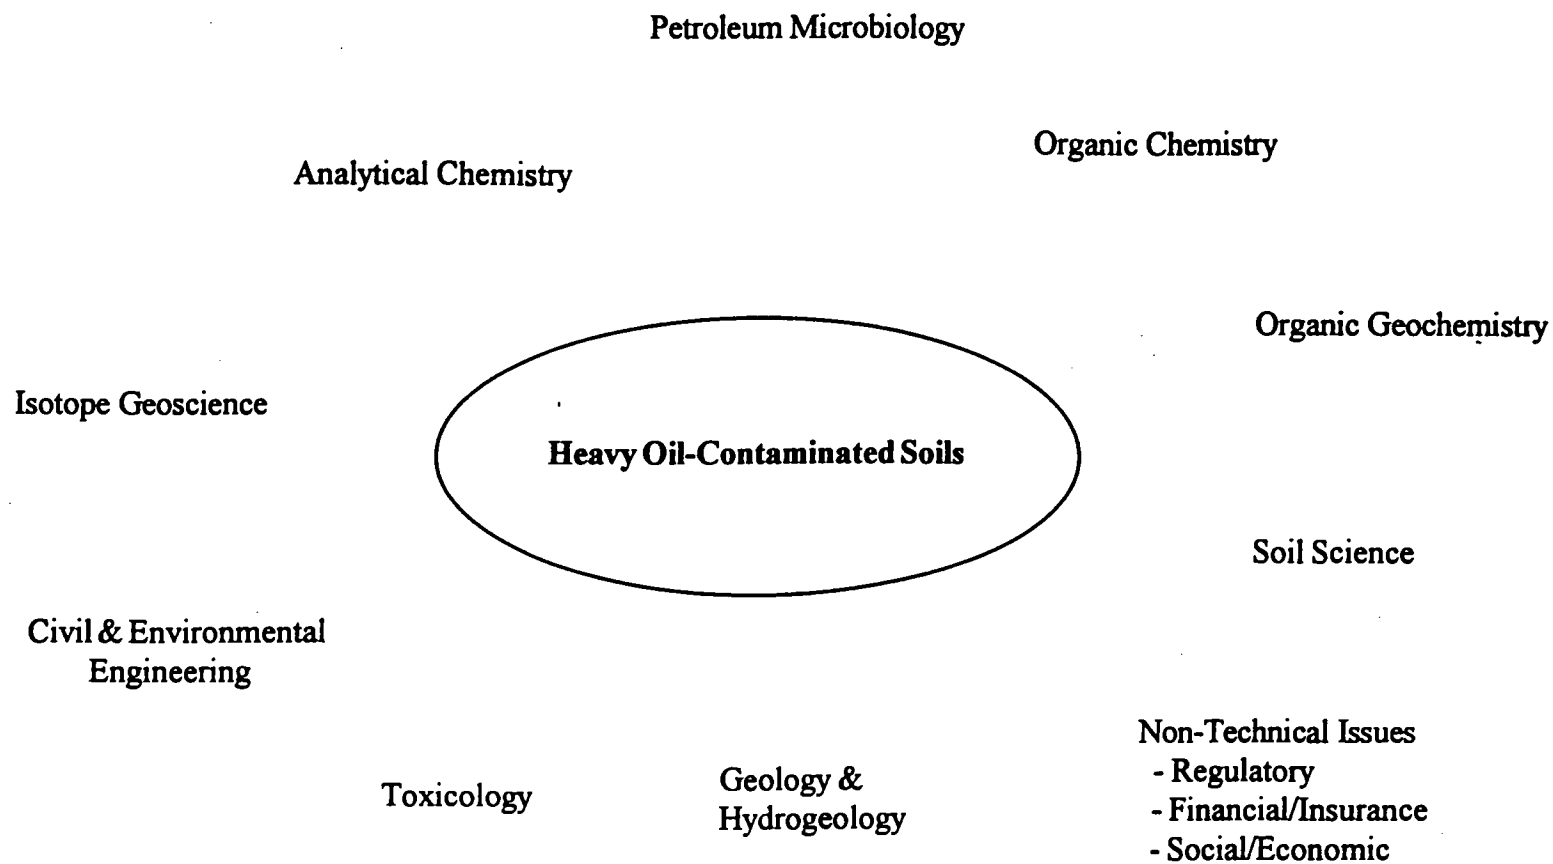 Petroleum Microbiology
Organic Chemistry
Analytical Chemistry
Organic Geochemistry
Isotope Geoscience
Heavy Oil-Contaminated Soils
Soil Science
Civil & Environmental
Engineering
Non-Technical Issues
- Regulatory
- Financial/Insurance
- Social/Economic
Toxicology
Geology &
Hydrogeology